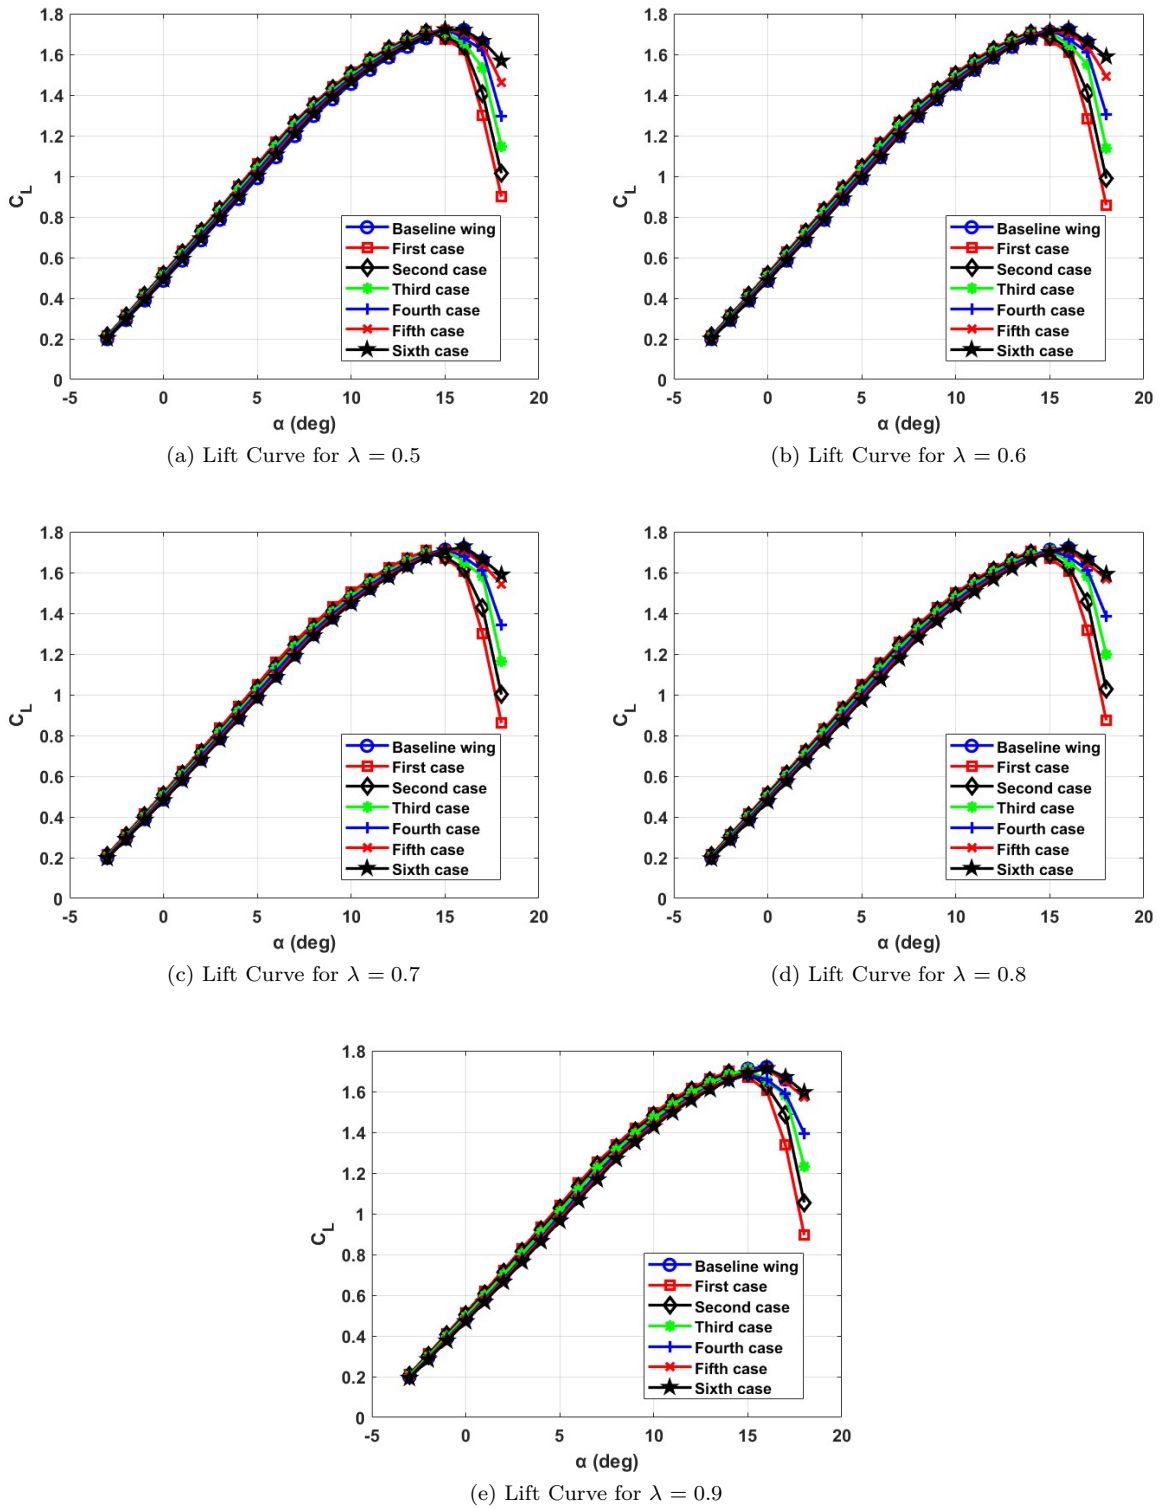 1.8
1.6
1.4
1.2
1
0.8
0.6
0.4
0.2
0
C_L
-5 0 5 10 15 20
α (deg)
Baseline wing
First case
Second case
Third case
Fourth case
Fifth case
Sixth case
(a) Lift Curve for λ = 0.5
1.8
1.6
1.4
1.2
1
0.8
0.6
0.4
0.2
0
C_L
-5 0 5 10 15 20
α (deg)
Baseline wing
First case
Second case
Third case
Fourth case
Fifth case
Sixth case
(b) Lift Curve for λ = 0.6
1.8
1.6
1.4
1.2
1
0.8
0.6
0.4
0.2
0
C_L
-5 0 5 10 15 20
α (deg)
Baseline wing
First case
Second case
Third case
Fourth case
Fifth case
Sixth case
(c) Lift Curve for λ = 0.7
1.8
1.6
1.4
1.2
1
0.8
0.6
0.4
0.2
0
C_L
-5 0 5 10 15 20
α (deg)
Baseline wing
First case
Second case
Third case
Fourth case
Fifth case
Sixth case
(d) Lift Curve for λ = 0.8
1.8
1.6
1.4
1.2
1
0.8
0.6
0.4
0.2
0
C_L
-5 0 5 10 15 20
α (deg)
Baseline wing
First case
Second case
Third case
Fourth case
Fifth case
Sixth case
(e) Lift Curve for λ = 0.9